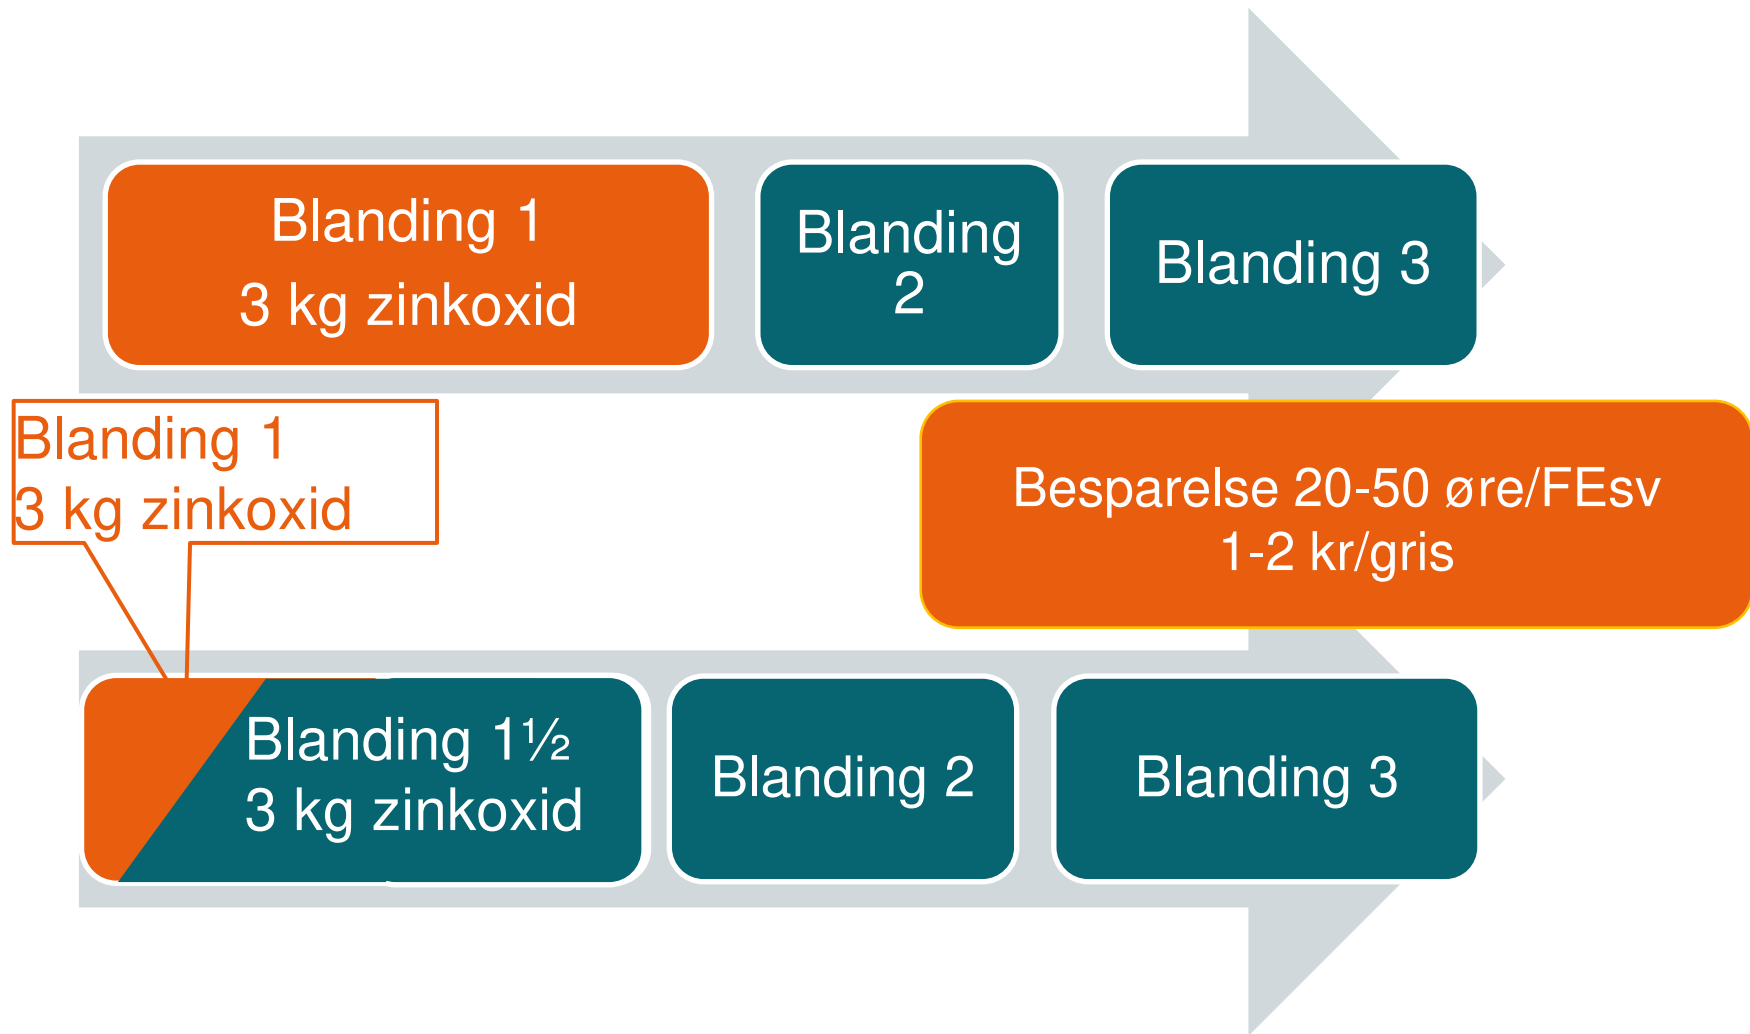 Blanding 1
3 kg zinkoxid
Blanding
2
Blanding 3
Blanding 1
3 kg zinkoxid
Besparelse 20-50 øre/FEsv
1-2 kr/gris
Blanding 1½
3 kg zinkoxid
Blanding 2
Blanding 3